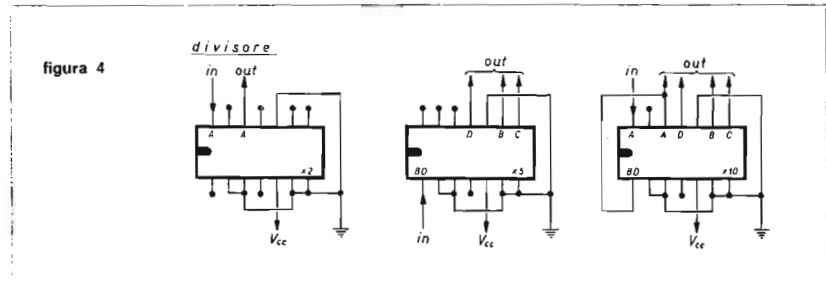 figura 4
divisore
in out
A A
x2
Vcc
out
D B C
BD x5
in
Vcc
in out
A A D B C
BD x10
Vcc